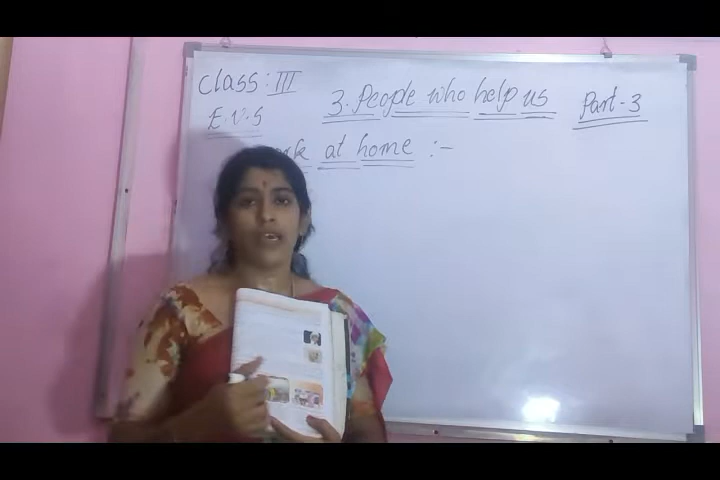 Class: III
3. People who help us
Part-3
E.V.S
at home :-